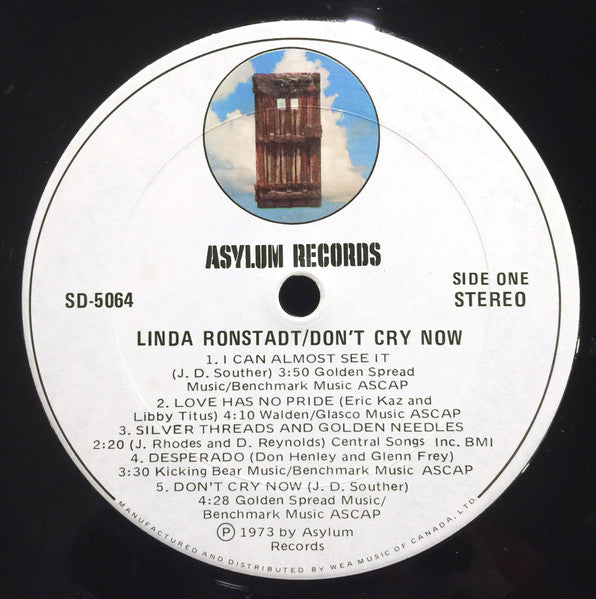 ASYLUM RECORDS
SD-5064
SIDE ONE
STEREO
LINDA RONSTADT/DON'T CRY NOW
1. I CAN ALMOST SEE IT
(J. D. Souther) 3:50 Golden Spread
Music/Benchmark Music ASCAP
2. LOVE HAS NO PRIDE (Eric Kaz and
Libby Titus) 4:10 Walden/Glasco Music ASCAP
3. SILVER THREADS AND GOLDEN NEEDLES
2:20 (J. Rhodes and D. Reynolds) Central Songs Inc. BMI
4. DESPERADO (Don Henley and Glenn Frey)
3:30 Kicking Bear Music/Benchmark Music ASCAP
5. DON'T CRY NOW (J. D. Souther)
4:28 Golden Spread Music/
Benchmark Music ASCAP
℗ 1973 by Asylum
Records
MANUFACTURED AND DISTRIBUTED BY WEA MUSIC OF CANADA, LTD.